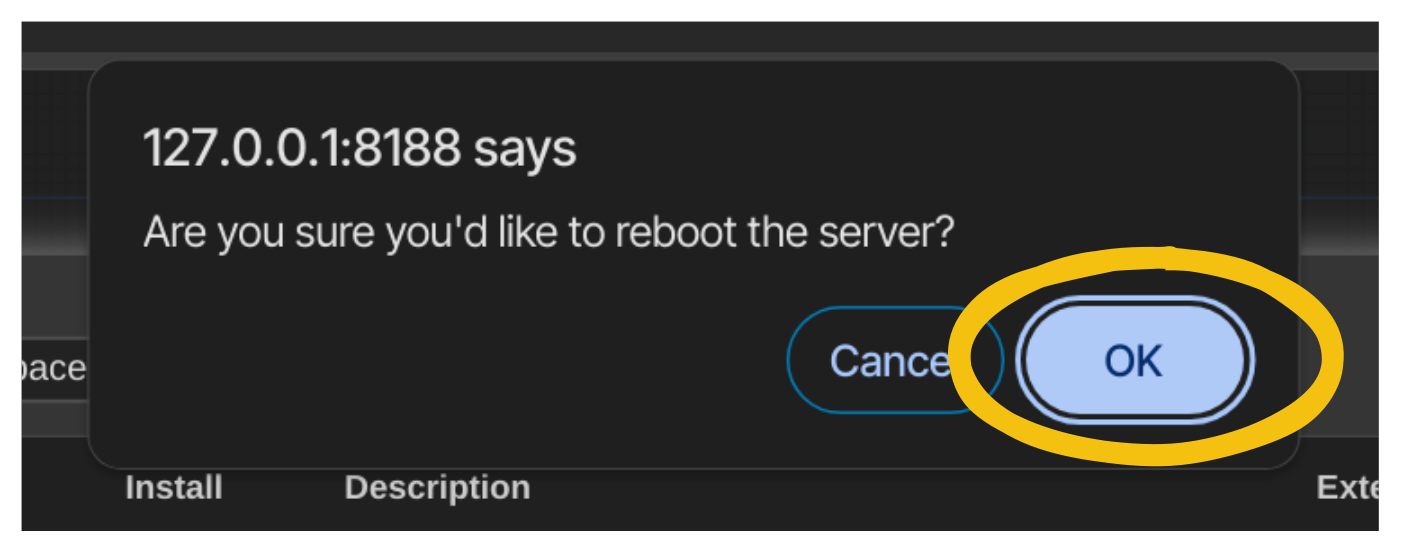 127.0.0.1:8188 says
Are you sure you'd like to reboot the server?
Cance OK
pace
Install Description Exte